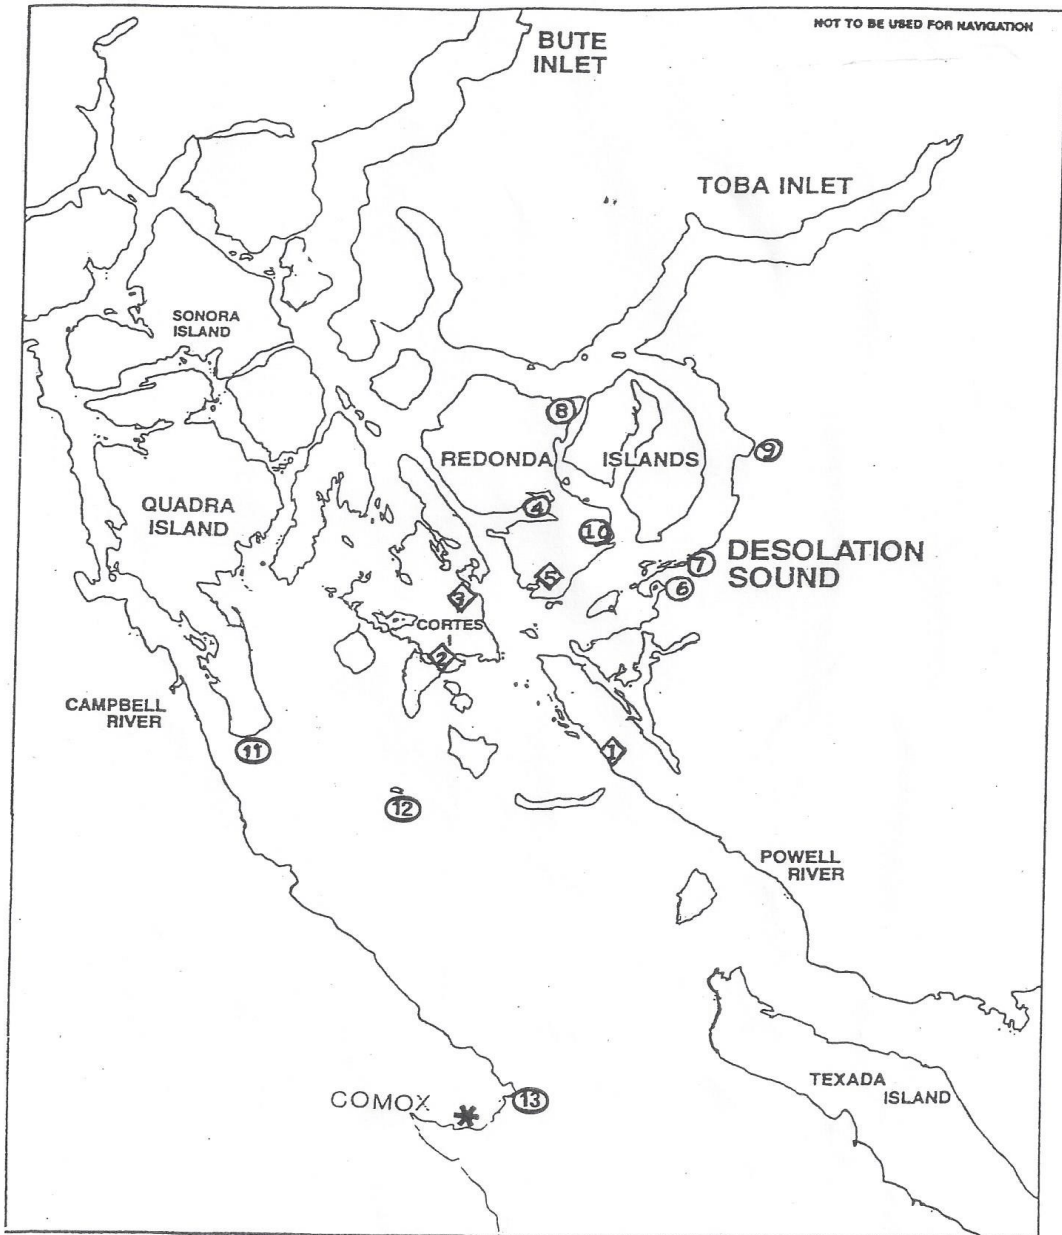 NOT TO BE USED FOR NAVIGATION
BUTE
INLET
TOBA INLET
SONORA
ISLAND
8
REDONDA
ISLANDS
9
QUADRA
ISLAND
4
10
DESOLATION
SOUND
7
5
6
3
CORTES
I
2
CAMPBELL
RIVER
11
1
12
POWELL
RIVER
TEXADA
ISLAND
COMOX
*
13